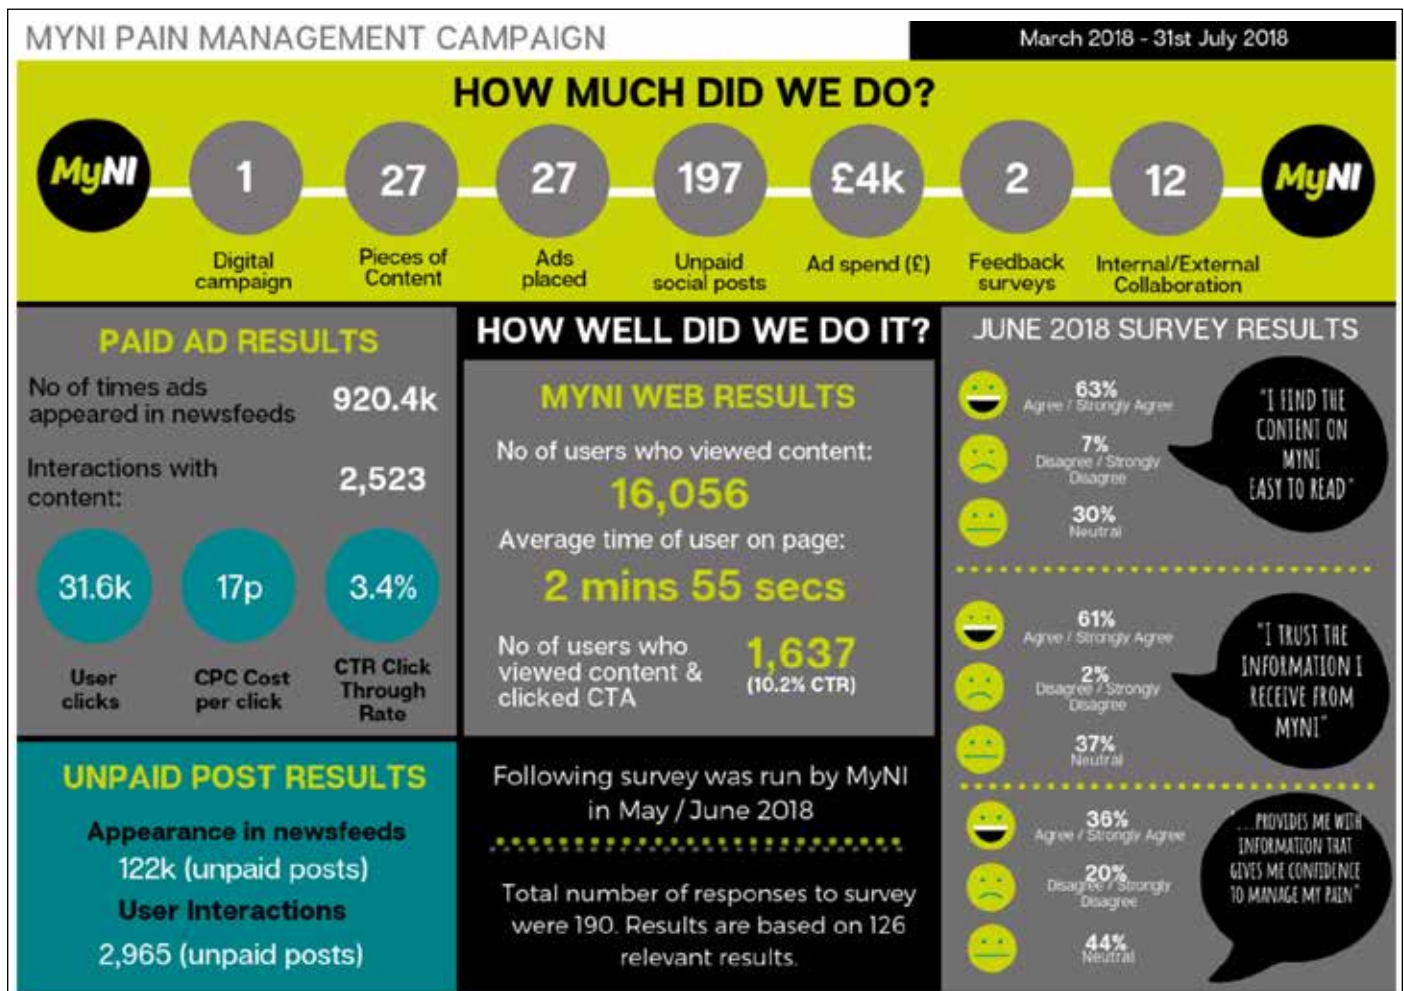 MYNI PAIN MANAGEMENT CAMPAIGN
March 2018 - 31st July 2018
HOW MUCH DID WE DO?
MyNI
1
27
27
197
£4k
2
12
MyNI
Digital
campaign
Pieces of
Content
Ads
placed
Unpaid
social posts
Ad spend (£)
Feedback
surveys
Internal/External
Collaboration
PAID AD RESULTS
No of times ads
appeared in newsfeeds
920.4k
Interactions with
content:
2,523
31.6k
17p
3.4%
User
clicks
CPC Cost
per click
CTR Click
Through
Rate
UNPAID POST RESULTS
Appearance in newsfeeds
122k (unpaid posts)
User Interactions
2,965 (unpaid posts)
HOW WELL DID WE DO IT?
MYNI WEB RESULTS
No of users who viewed content:
16,056
Average time of user on page:
2 mins 55 secs
No of users who
viewed content &
clicked CTA
1,637
(10.2% CTR)
Following survey was run by MyNI
in May / June 2018
Total number of responses to survey
were 190. Results are based on 126
relevant results.
JUNE 2018 SURVEY RESULTS
63%
Agree / Strongly Agree
7%
Disagree / Strongly
Disagree
30%
Neutral
"I FIND THE
CONTENT ON
MYNI
EASY TO READ"
61%
Agree / Strongly Agree
2%
Disagree / Strongly
Disagree
37%
Neutral
"I TRUST THE
INFORMATION I
RECEIVE FROM
MYNI"
36%
Agree / Strongly Agree
20%
Disagree / Strongly
Disagree
44%
Neutral
"...PROVIDES ME WITH
INFORMATION THAT
GIVES ME CONFIDENCE
TO MANAGE MY PAIN"